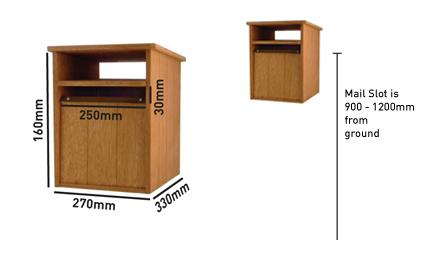 160mm
250mm
30mm
270mm
330mm
Mail Slot is
900 - 1200mm
from
ground